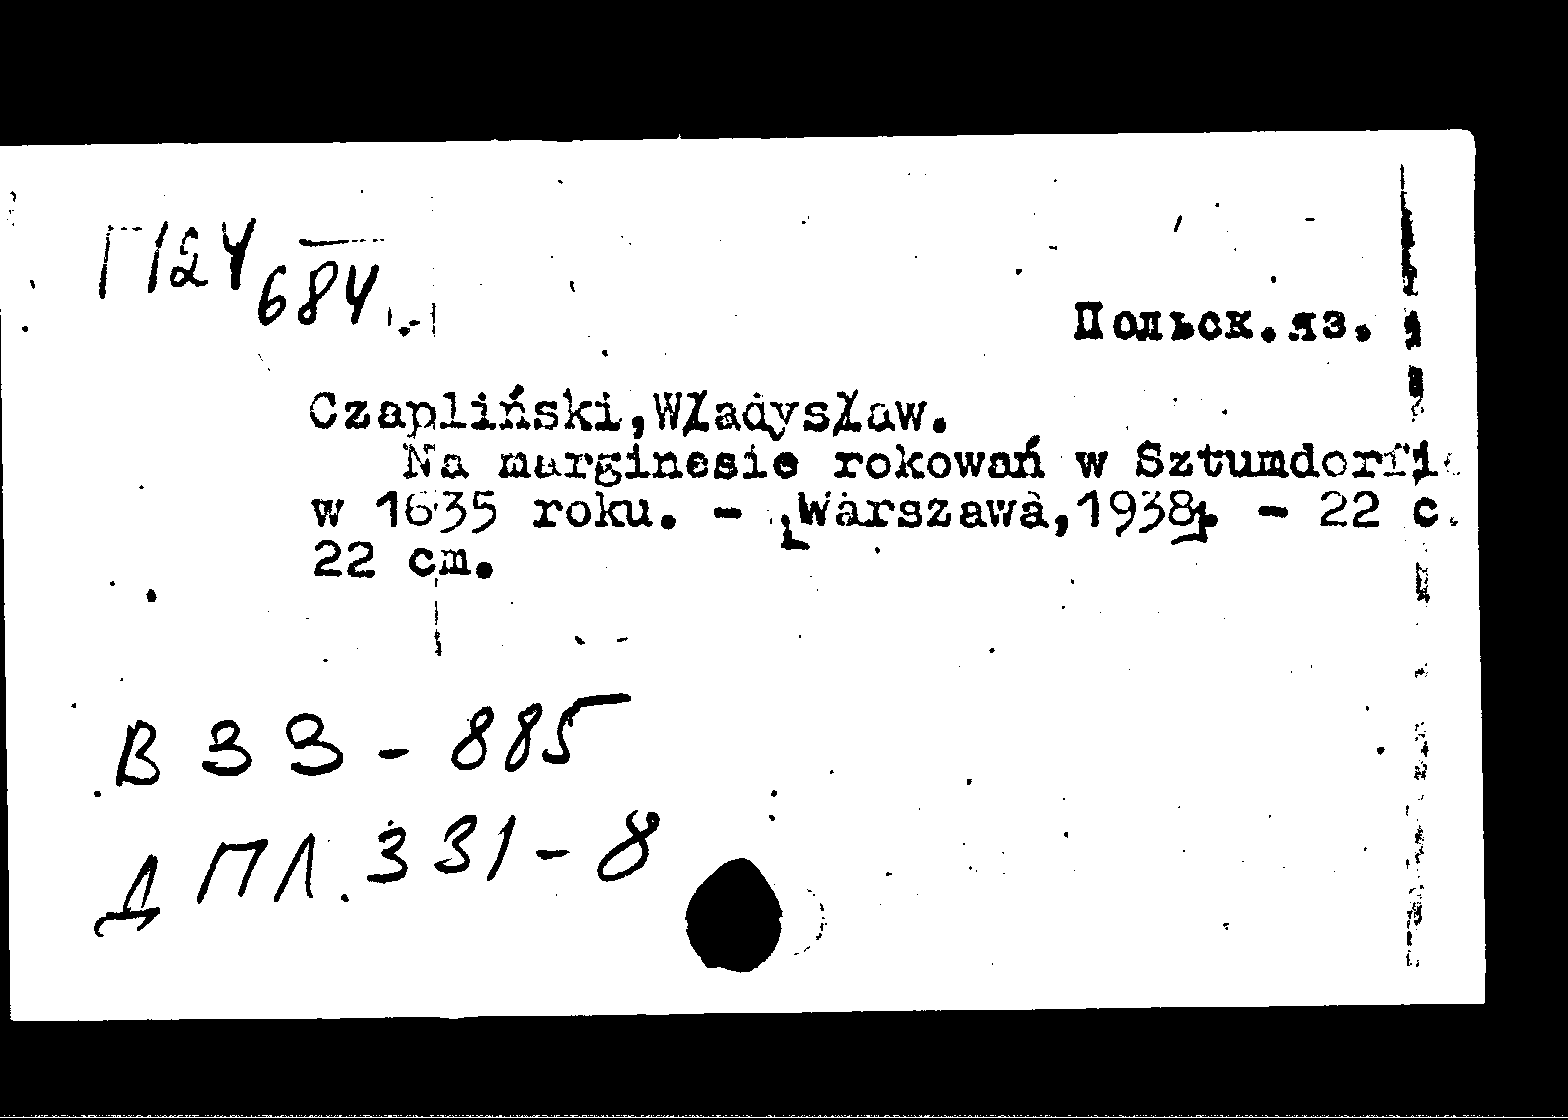 П124
684
Польск.яз.
Czapliński,Władysław.
Na marginesie rokowań w Sztumdorfie
w 1635 roku. - [Warszawa,1938]. - 22 c.
22 cm.
В 33-885
Д ПЛ. 331-8